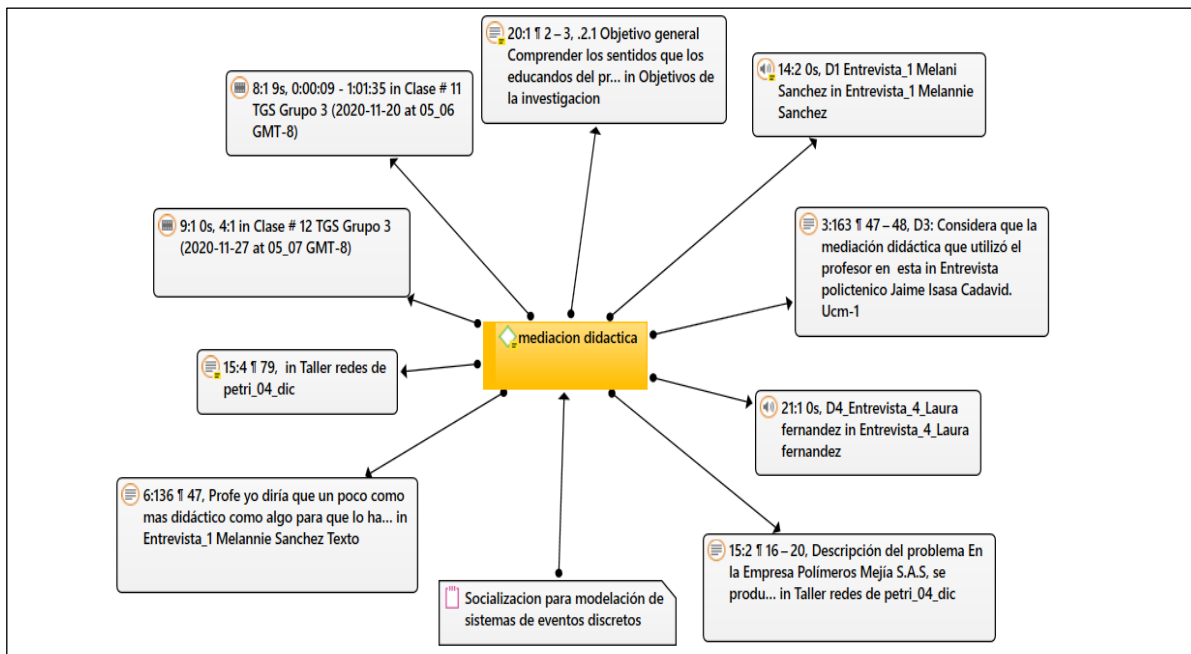 20:1 ¶ 2 – 3, .2.1 Objetivo general
Comprender los sentidos que los
educandos del pr... in Objetivos de
la investigacion
14:2 0s, D1 Entrevista_1 Melani
Sanchez in Entrevista_1 Melannie
Sanchez
8:1 9s, 0:00:09 - 1:01:35 in Clase # 11
TGS Grupo 3 (2020-11-20 at 05_06
GMT-8)
9:1 0s, 4:1 in Clase # 12 TGS Grupo 3
(2020-11-27 at 05_07 GMT-8)
3:163 ¶ 47 – 48, D3: Considera que la
mediación didáctica que utilizó el
profesor en  esta in Entrevista
polictenico Jaime Isasa Cadavid.
Ucm-1
mediacion didactica
15:4 ¶ 79,  in Taller redes de
petri_04_dic
21:1 0s, D4_Entrevista_4_Laura
fernandez in Entrevista_4_Laura
fernandez
6:136 ¶ 47, Profe yo diría que un poco como
mas didáctico como algo para que lo ha... in
Entrevista_1 Melannie Sanchez Texto
15:2 ¶ 16 – 20, Descripción del problema En
la Empresa Polímeros Mejía S.A.S, se
produ... in Taller redes de petri_04_dic
Socializacion para modelación de
sistemas de eventos discretos